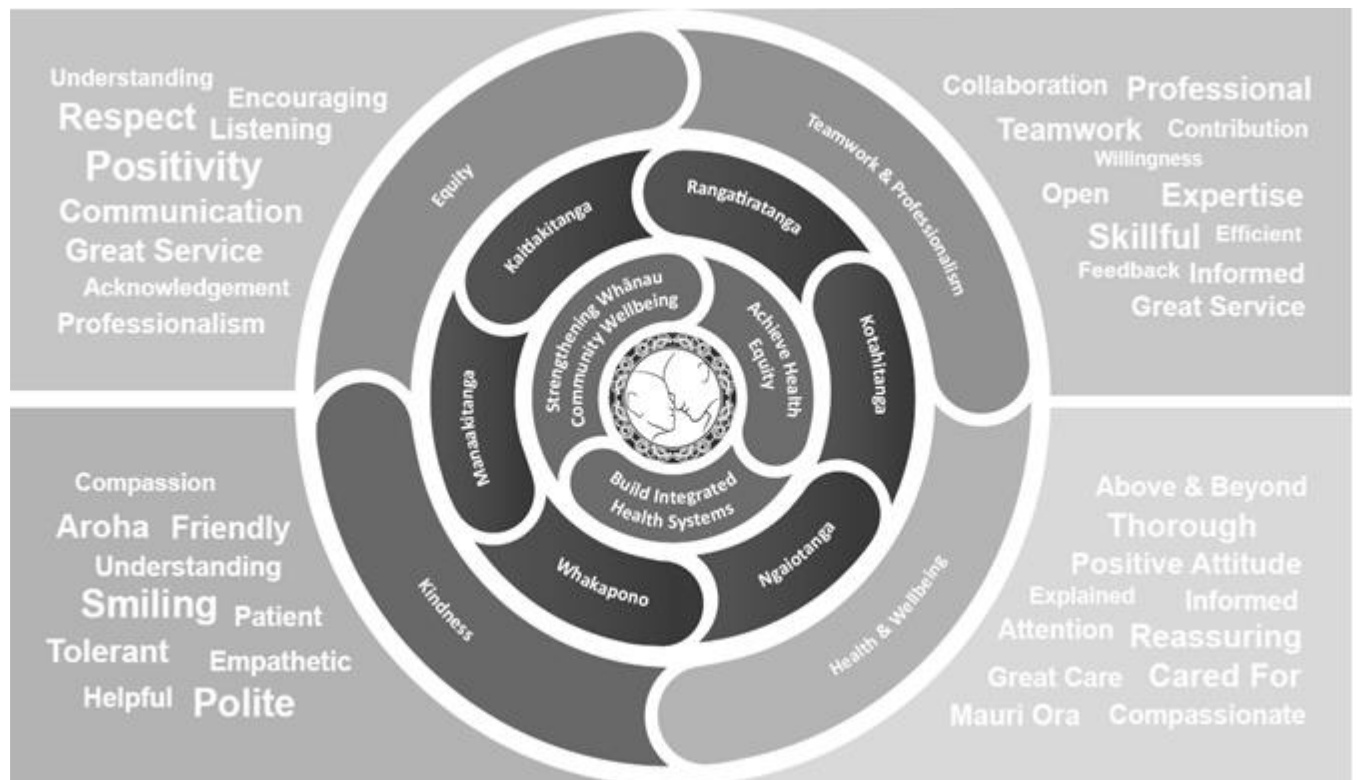 Understanding
Respect Encouraging
Listening
Positivity
Communication
Great Service
Acknowledgement
Professionalism
Collaboration Professional
Teamwork Contribution
Willingness
Open Expertise
Skillful Efficient
Feedback Informed
Great Service
Equity
Teamwork & Professionalism
Kaitiakitanga
Rangatiratanga
Strengthening Whānau
Community Wellbeing
Achieve Health
Equity
Manaakitanga
Kotahitanga
Build Integrated
Health Systems
Whakapono
Ngaiotanga
Kindness
Health & Wellbeing
Compassion
Aroha Friendly
Understanding
Smiling Patient
Tolerant Empathetic
Helpful Polite
Above & Beyond
Thorough
Positive Attitude
Explained Informed
Attention Reassuring
Great Care Cared For
Mauri Ora Compassionate